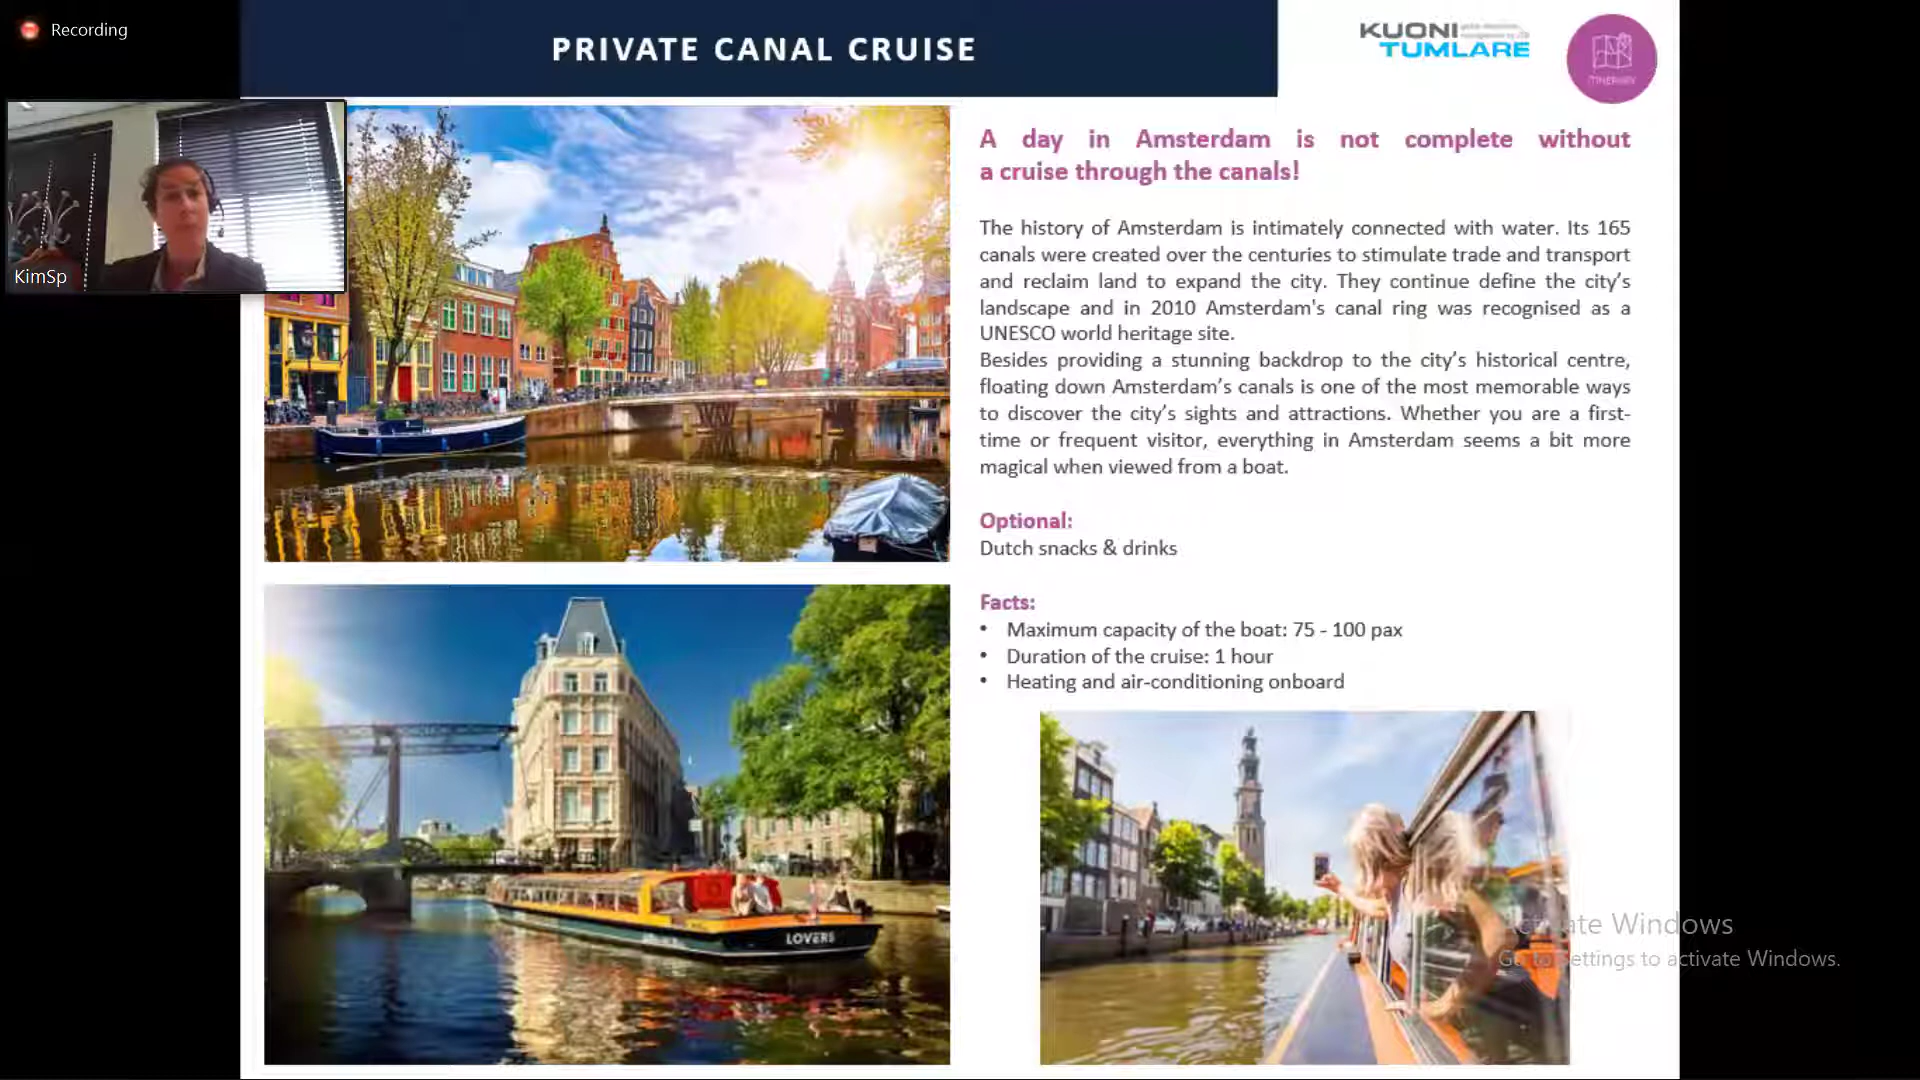 Recording
PRIVATE CANAL CRUISE
KUONI
TUMLARE
ITINERARY
KimSp
A day in Amsterdam is not complete without
a cruise through the canals!
The history of Amsterdam is intimately connected with water. Its 165
canals were created over the centuries to stimulate trade and transport
and reclaim land to expand the city. They continue define the city's
landscape and in 2010 Amsterdam's canal ring was recognised as a
UNESCO world heritage site.
Besides providing a stunning backdrop to the city's historical centre,
floating down Amsterdam's canals is one of the most memorable ways
to discover the city's sights and attractions. Whether you are a first-
time or frequent visitor, everything in Amsterdam seems a bit more
magical when viewed from a boat.
Optional:
Dutch snacks & drinks
Facts:
• Maximum capacity of the boat: 75 - 100 pax
• Duration of the cruise: 1 hour
• Heating and air-conditioning onboard
LOVERS
Activate Windows
Go to Settings to activate Windows.